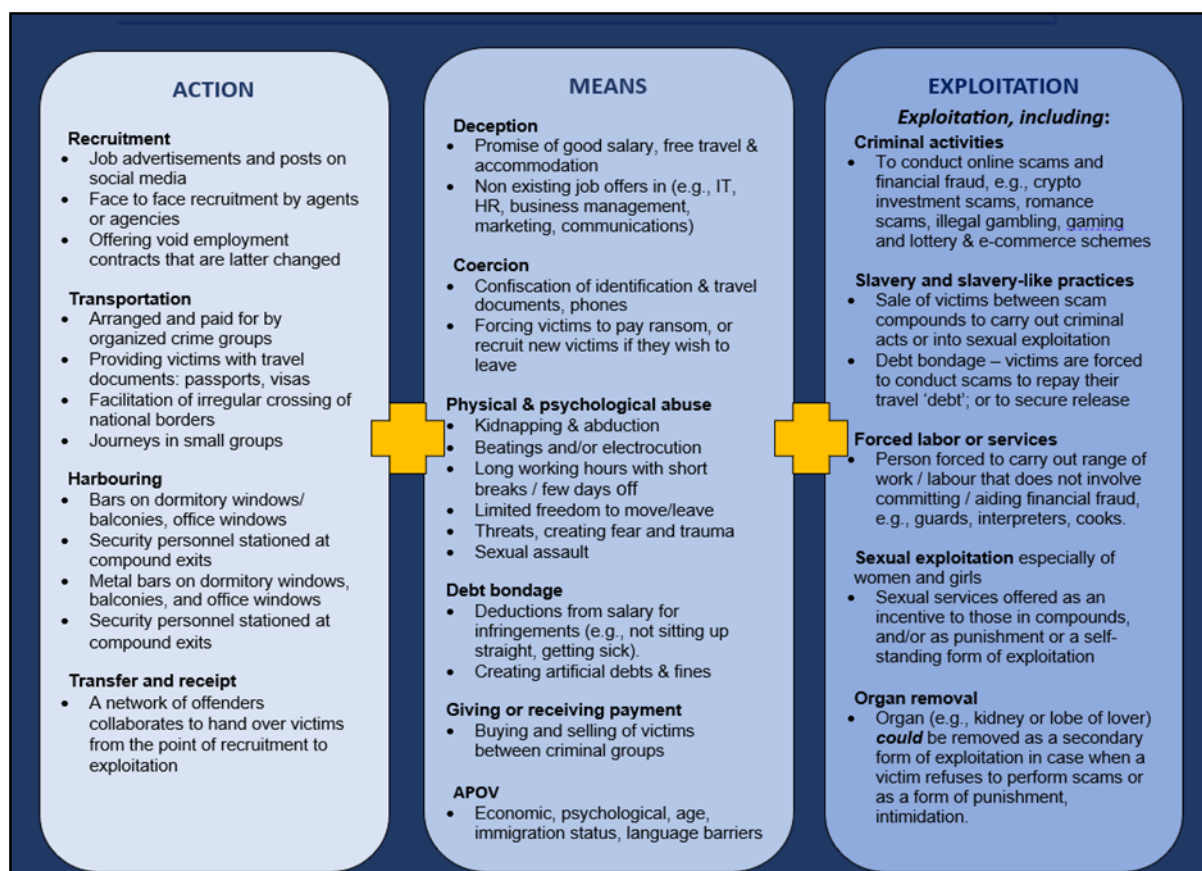 ACTION
Recruitment
• Job advertisements and posts on
social media
• Face to face recruitment by agents
or agencies
• Offering void employment
contracts that are latter changed
Transportation
• Arranged and paid for by
organized crime groups
• Providing victims with travel
documents: passports, visas
• Facilitation of irregular crossing of
national borders
• Journeys in small groups
Harbouring
• Bars on dormitory windows/
balconies, office windows
• Security personnel stationed at
compound exits
• Metal bars on dormitory windows,
balconies, and office windows
• Security personnel stationed at
compound exits
Transfer and receipt
• A network of offenders
collaborates to hand over victims
from the point of recruitment to
exploitation
MEANS
Deception
• Promise of good salary, free travel &
accommodation
• Non existing job offers in (e.g., IT,
HR, business management,
marketing, communications)
Coercion
• Confiscation of identification & travel
documents, phones
• Forcing victims to pay ransom, or
recruit new victims if they wish to
leave
Physical & psychological abuse
• Kidnapping & abduction
• Beatings and/or electrocution
• Long working hours with short
breaks / few days off
• Limited freedom to move/leave
• Threats, creating fear and trauma
• Sexual assault
Debt bondage
• Deductions from salary for
infringements (e.g., not sitting up
straight, getting sick).
• Creating artificial debts & fines
Giving or receiving payment
• Buying and selling of victims
between criminal groups
APOV
• Economic, psychological, age,
immigration status, language barriers
EXPLOITATION
Exploitation, including:
Criminal activities
• To conduct online scams and
financial fraud, e.g., crypto
investment scams, romance
scams, illegal gambling, gaming
and lottery & e-commerce schemes
Slavery and slavery-like practices
• Sale of victims between scam
compounds to carry out criminal
acts or into sexual exploitation
• Debt bondage – victims are forced
to conduct scams to repay their
travel ‘debt’; or to secure release
Forced labor or services
• Person forced to carry out range of
work / labour that does not involve
committing / aiding financial fraud,
e.g., guards, interpreters, cooks.
Sexual exploitation especially of
women and girls
• Sexual services offered as an
incentive to those in compounds,
and/or as punishment or a self-
standing form of exploitation
Organ removal
• Organ (e.g., kidney or lobe of lover)
could be removed as a secondary
form of exploitation in case when a
victim refuses to perform scams or
as a form of punishment,
intimidation.